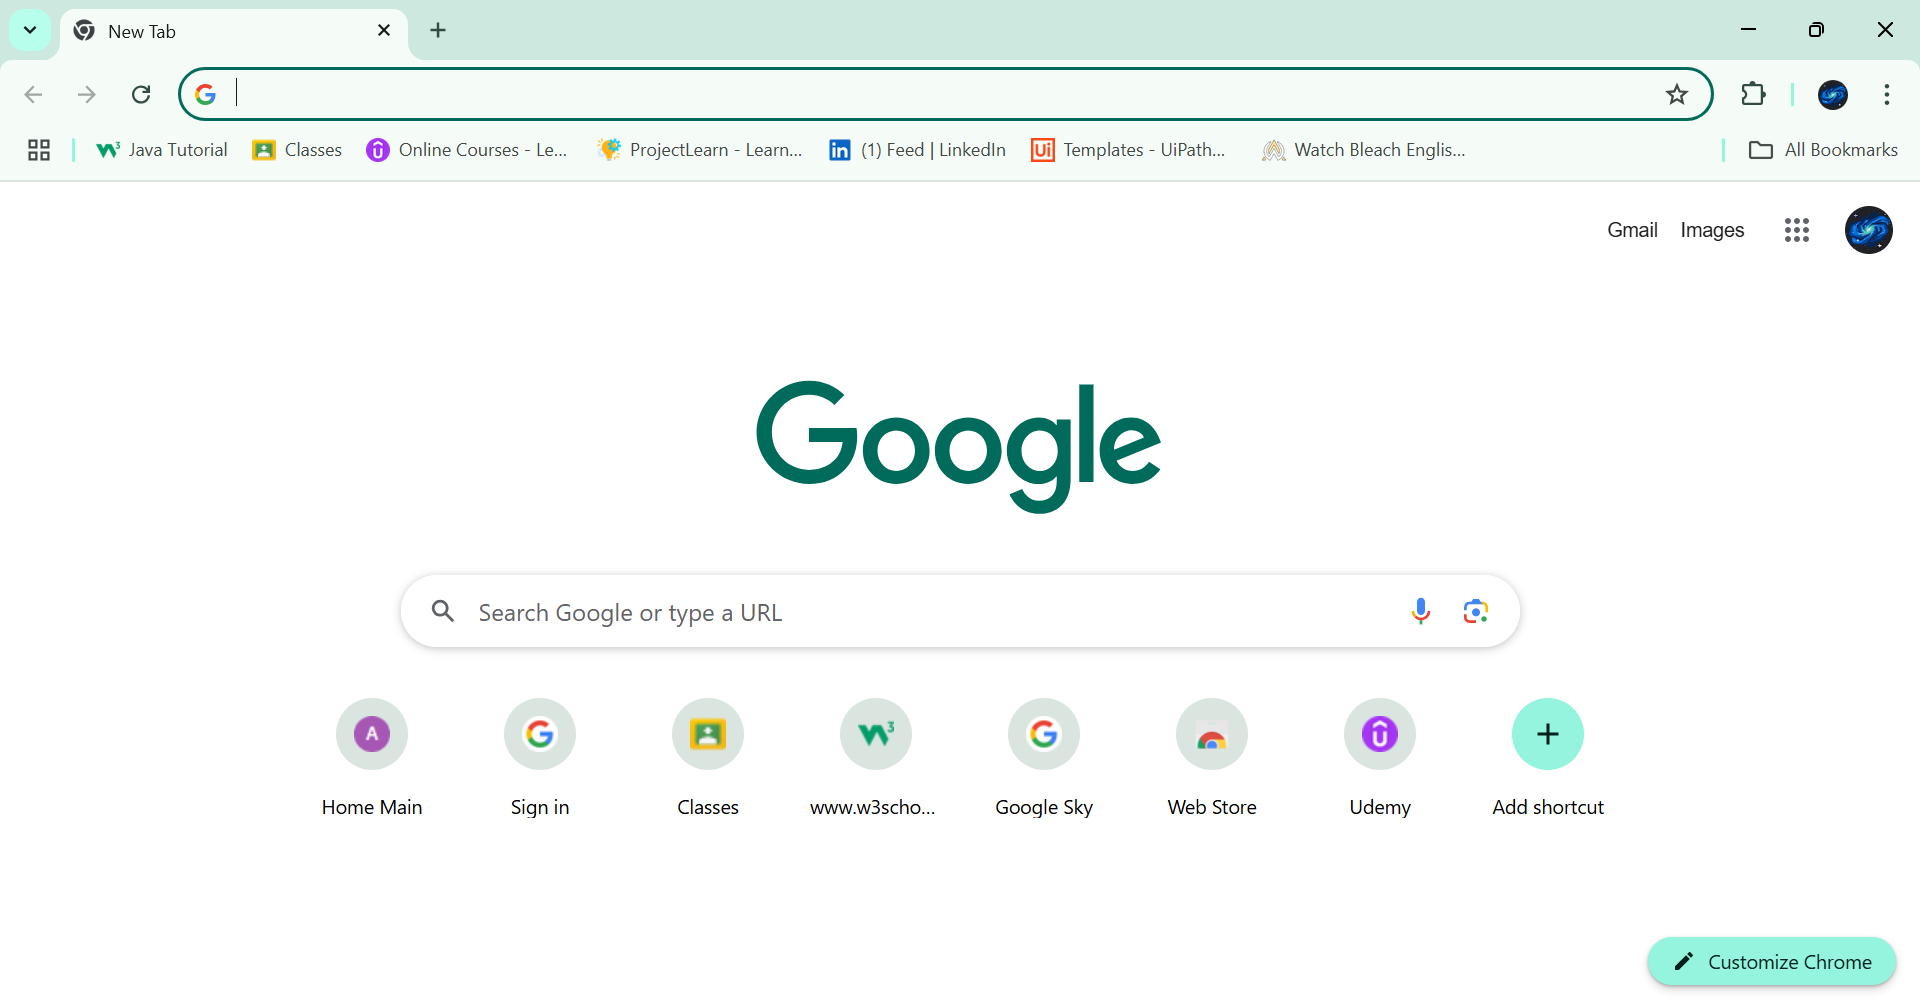 New Tab
Java Tutorial Classes Online Courses - Le... ProjectLearn - Learn... (1) Feed | LinkedIn Templates - UiPath... Watch Bleach Englis... All Bookmarks
Gmail Images
Google
Search Google or type a URL
Home Main Sign in Classes www.w3scho... Google Sky Web Store Udemy Add shortcut
Customize Chrome